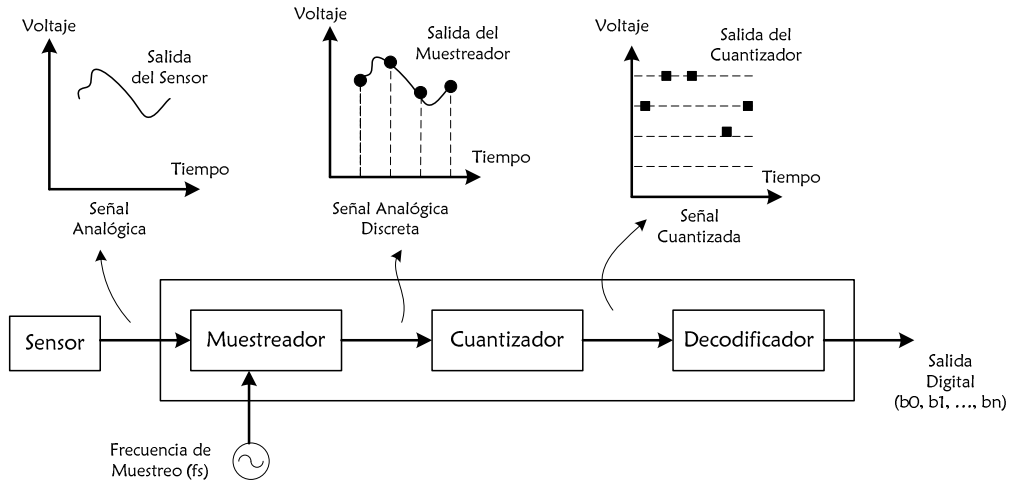 Voltaje
Salida
del Sensor
Tiempo
Señal
Analógica
Voltaje
Salida del
Muestreador
Tiempo
Señal Analógica
Discreta
Voltaje
Salida del
Cuantizador
Tiempo
Señal
Cuantizada
Sensor
Muestreador
Cuantizador
Decodificador
Salida
Digital
(b0, b1, ..., bn)
Frecuencia de
Muestreo (fs)